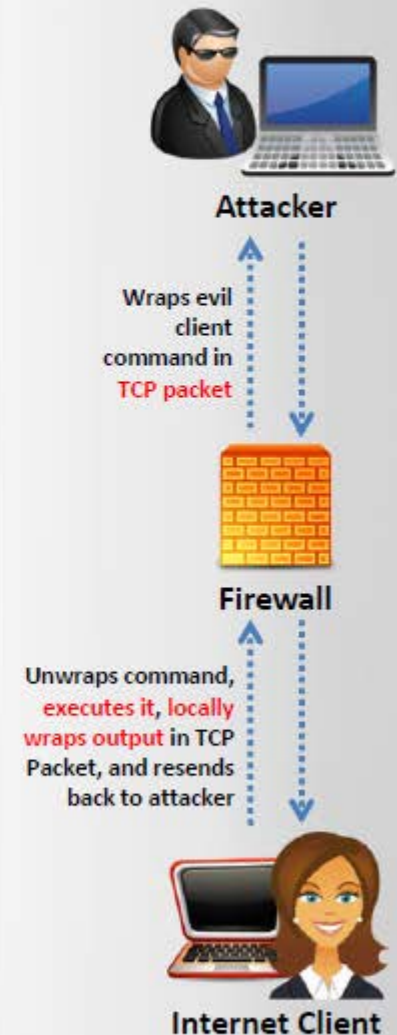 Attacker
Wraps evil
client
command in
TCP packet
Firewall
Unwraps command,
executes it, locally
wraps output in TCP
Packet, and resends
back to attacker
Internet Client